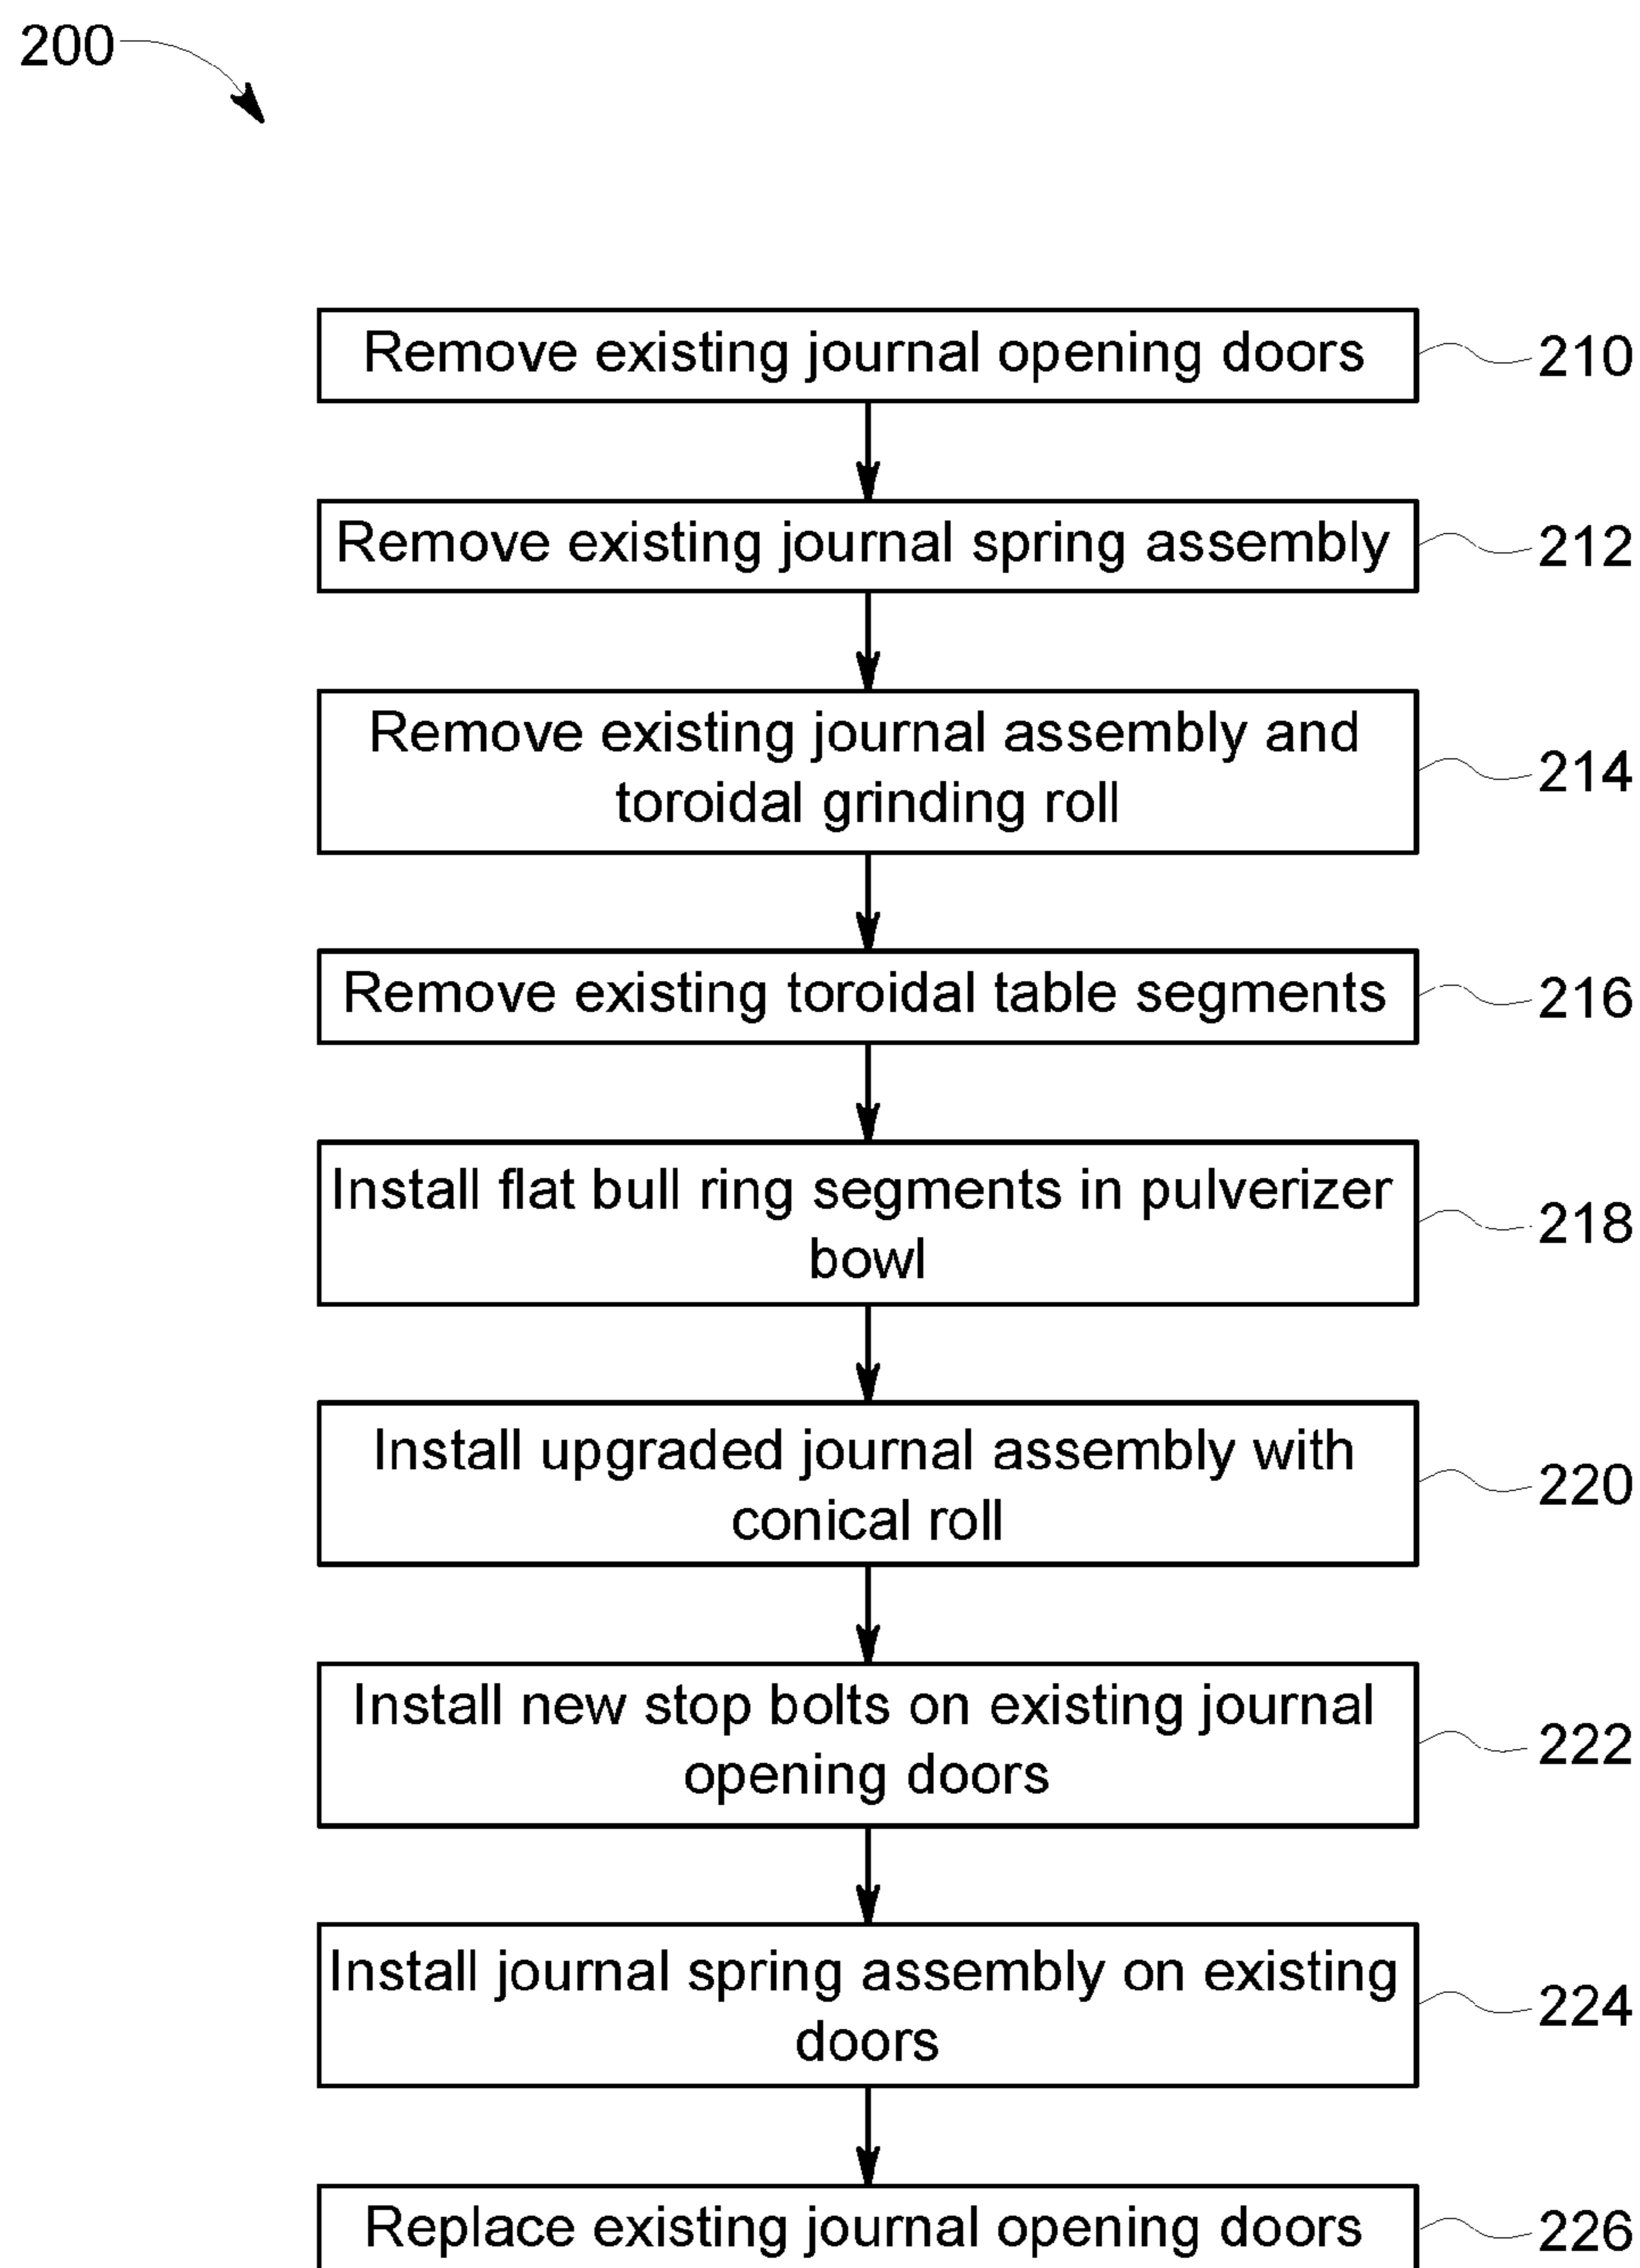 200
Remove existing journal opening doors
210
Remove existing journal spring assembly
212
Remove existing journal assembly and
toroidal grinding roll
214
Remove existing toroidal table segments
216
Install flat bull ring segments in pulverizer
bowl
218
Install upgraded journal assembly with
conical roll
220
Install new stop bolts on existing journal
opening doors
222
Install journal spring assembly on existing
doors
224
Replace existing journal opening doors
226